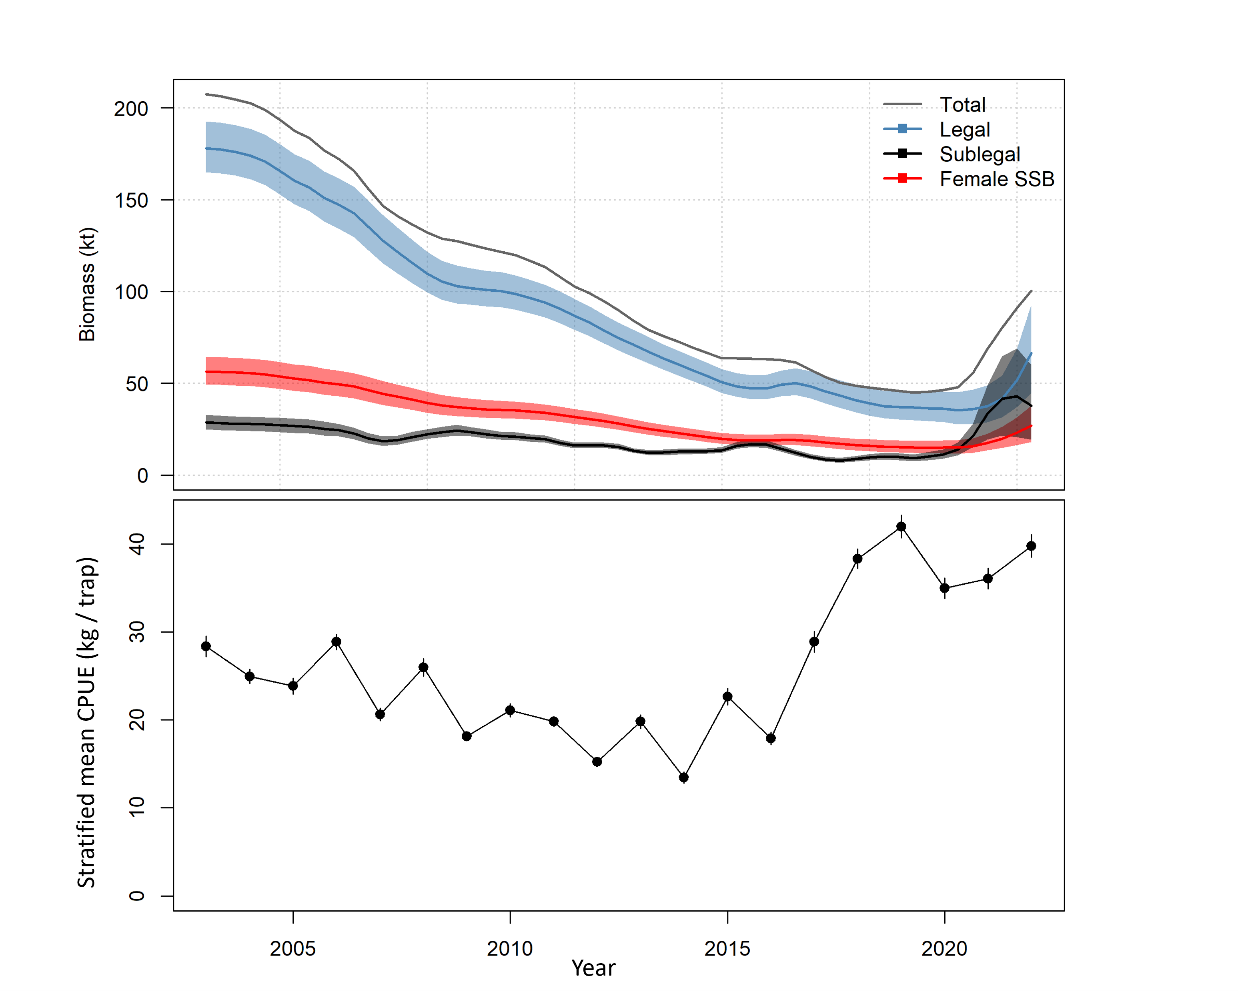 Biomass (kt)
200
150
100
50
0
Total
Legal
Sublegal
Female SSB
Stratified mean CPUE (kg / trap)
40
30
20
10
0
2005 2010 2015 2020
Year